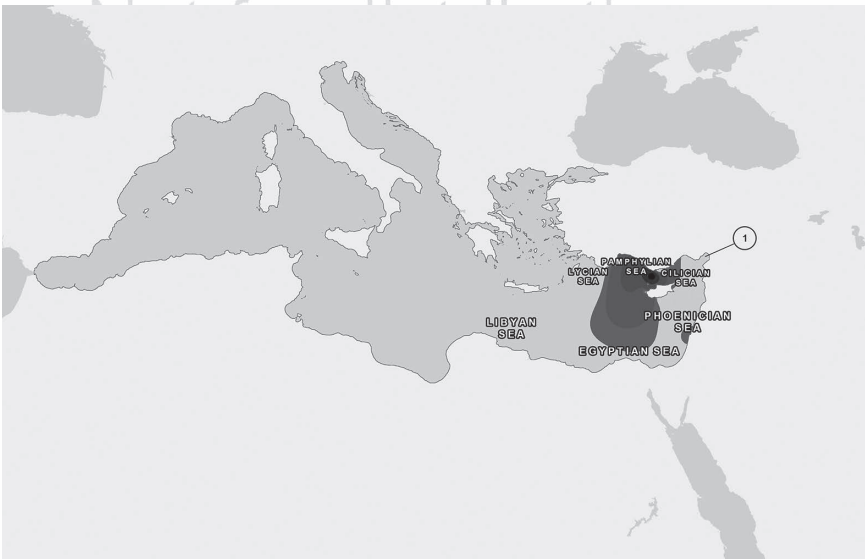 1
PAMPHYLIAN
SEA
LYCIAN
SEA
CILICIAN
SEA
PHOENICIAN
SEA
LIBYAN
SEA
EGYPTIAN SEA